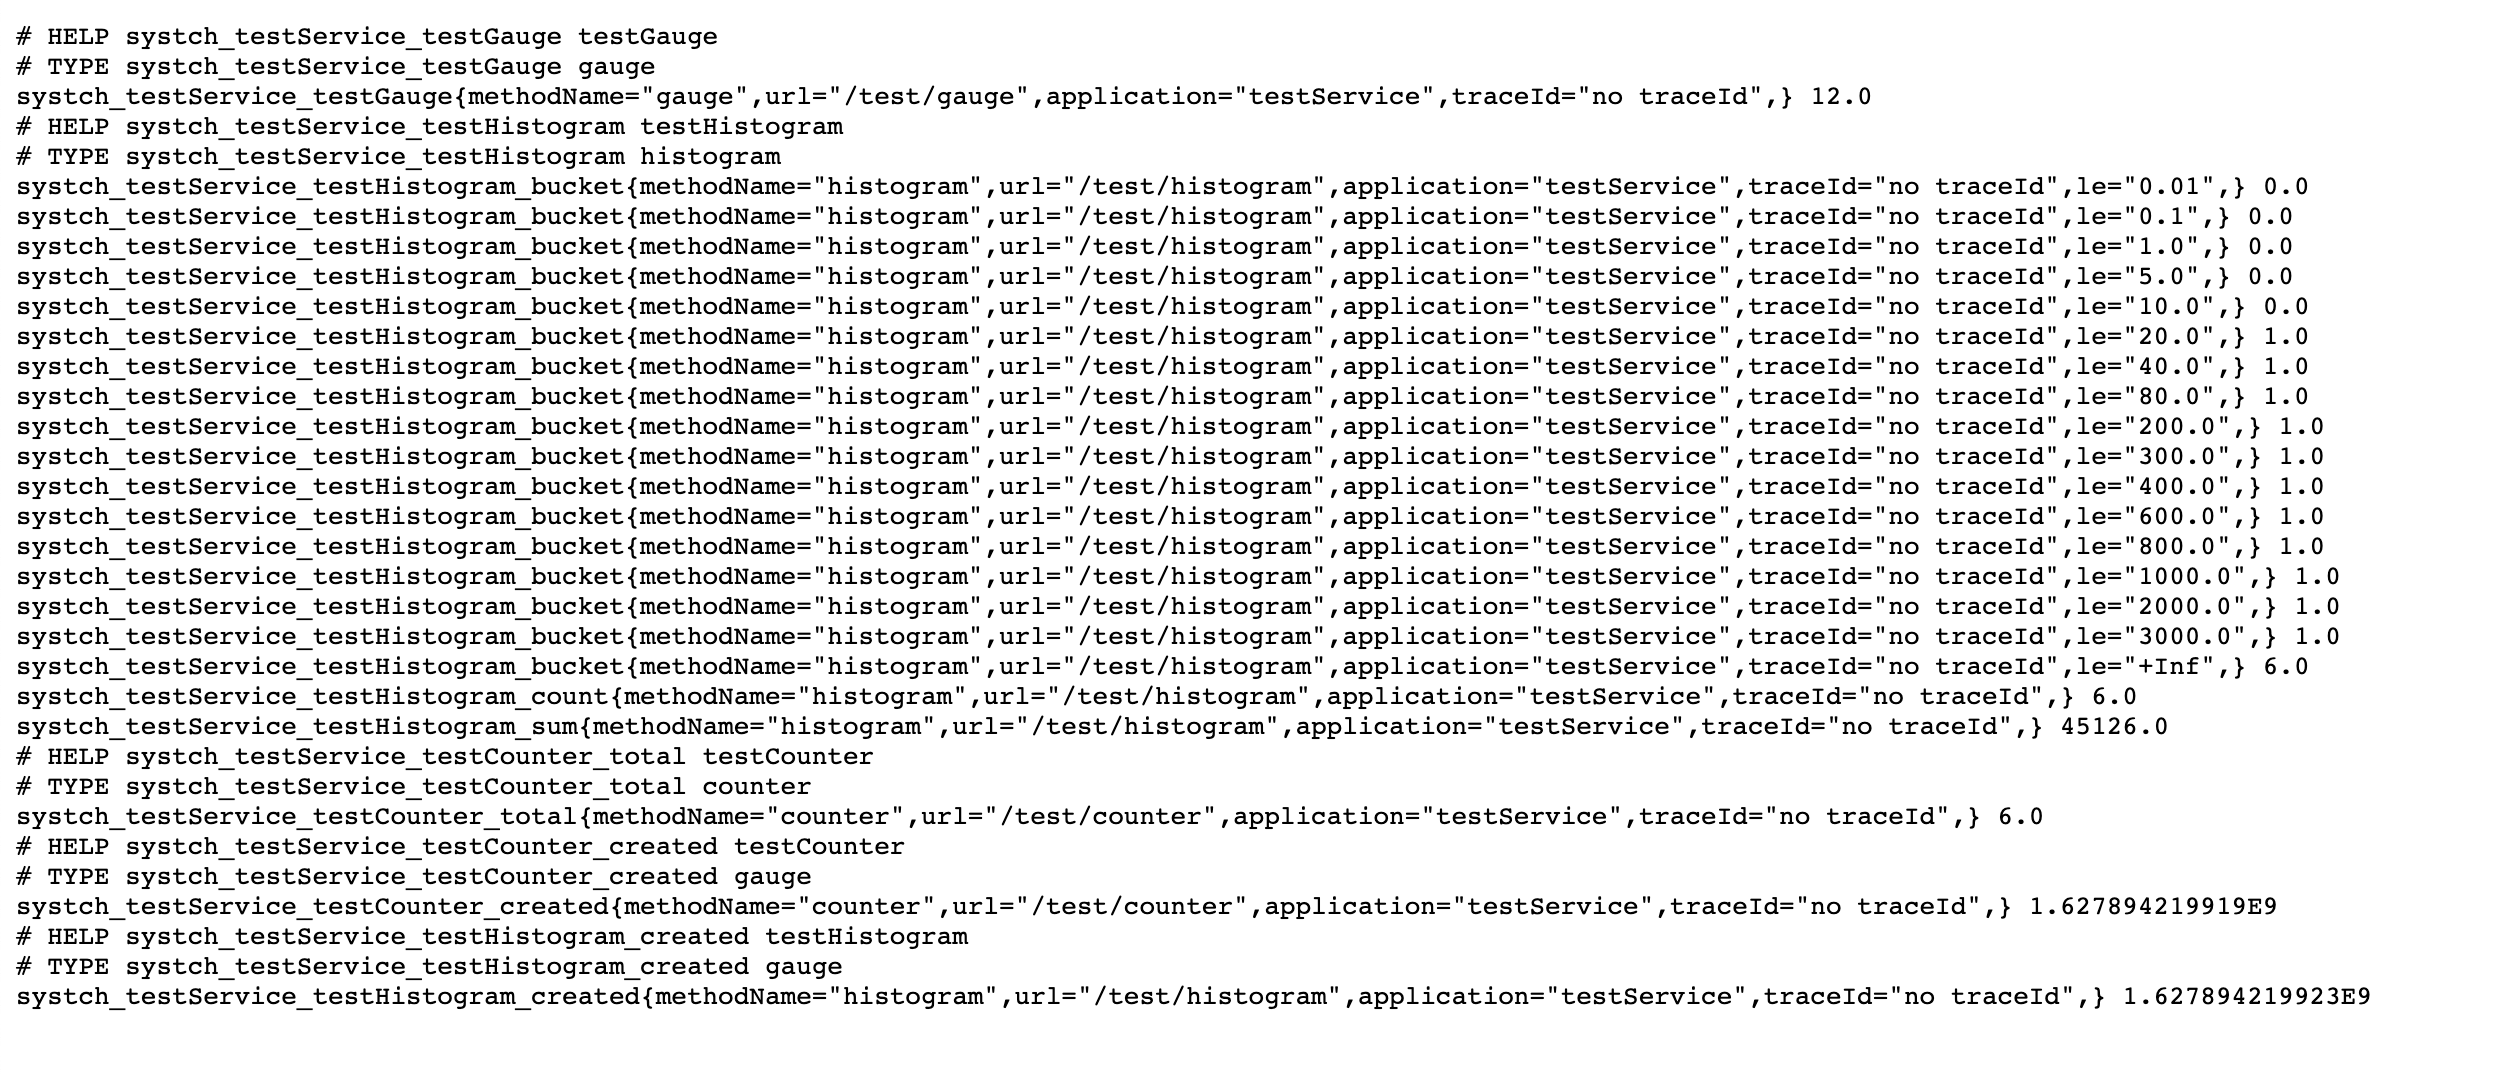 # HELP systch_testService_testGauge testGauge
# TYPE systch_testService_testGauge gauge
systch_testService_testGauge{methodName="gauge",url="/test/gauge",application="testService",traceId="no traceId",} 12.0
# HELP systch_testService_testHistogram testHistogram
# TYPE systch_testService_testHistogram histogram
systch_testService_testHistogram_bucket{methodName="histogram",url="/test/histogram",application="testService",traceId="no traceId",le="0.01",} 0.0
systch_testService_testHistogram_bucket{methodName="histogram",url="/test/histogram",application="testService",traceId="no traceId",le="0.1",} 0.0
systch_testService_testHistogram_bucket{methodName="histogram",url="/test/histogram",application="testService",traceId="no traceId",le="1.0",} 0.0
systch_testService_testHistogram_bucket{methodName="histogram",url="/test/histogram",application="testService",traceId="no traceId",le="5.0",} 0.0
systch_testService_testHistogram_bucket{methodName="histogram",url="/test/histogram",application="testService",traceId="no traceId",le="10.0",} 0.0
systch_testService_testHistogram_bucket{methodName="histogram",url="/test/histogram",application="testService",traceId="no traceId",le="20.0",} 1.0
systch_testService_testHistogram_bucket{methodName="histogram",url="/test/histogram",application="testService",traceId="no traceId",le="40.0",} 1.0
systch_testService_testHistogram_bucket{methodName="histogram",url="/test/histogram",application="testService",traceId="no traceId",le="80.0",} 1.0
systch_testService_testHistogram_bucket{methodName="histogram",url="/test/histogram",application="testService",traceId="no traceId",le="200.0",} 1.0
systch_testService_testHistogram_bucket{methodName="histogram",url="/test/histogram",application="testService",traceId="no traceId",le="300.0",} 1.0
systch_testService_testHistogram_bucket{methodName="histogram",url="/test/histogram",application="testService",traceId="no traceId",le="400.0",} 1.0
systch_testService_testHistogram_bucket{methodName="histogram",url="/test/histogram",application="testService",traceId="no traceId",le="600.0",} 1.0
systch_testService_testHistogram_bucket{methodName="histogram",url="/test/histogram",application="testService",traceId="no traceId",le="800.0",} 1.0
systch_testService_testHistogram_bucket{methodName="histogram",url="/test/histogram",application="testService",traceId="no traceId",le="1000.0",} 1.0
systch_testService_testHistogram_bucket{methodName="histogram",url="/test/histogram",application="testService",traceId="no traceId",le="2000.0",} 1.0
systch_testService_testHistogram_bucket{methodName="histogram",url="/test/histogram",application="testService",traceId="no traceId",le="3000.0",} 1.0
systch_testService_testHistogram_bucket{methodName="histogram",url="/test/histogram",application="testService",traceId="no traceId",le="+Inf",} 6.0
systch_testService_testHistogram_count{methodName="histogram",url="/test/histogram",application="testService",traceId="no traceId",} 6.0
systch_testService_testHistogram_sum{methodName="histogram",url="/test/histogram",application="testService",traceId="no traceId",} 45126.0
# HELP systch_testService_testCounter_total testCounter
# TYPE systch_testService_testCounter_total counter
systch_testService_testCounter_total{methodName="counter",url="/test/counter",application="testService",traceId="no traceId",} 6.0
# HELP systch_testService_testCounter_created testCounter
# TYPE systch_testService_testCounter_created gauge
systch_testService_testCounter_created{methodName="counter",url="/test/counter",application="testService",traceId="no traceId",} 1.627894219919E9
# HELP systch_testService_testHistogram_created testHistogram
# TYPE systch_testService_testHistogram_created gauge
systch_testService_testHistogram_created{methodName="histogram",url="/test/histogram",application="testService",traceId="no traceId",} 1.627894219923E9